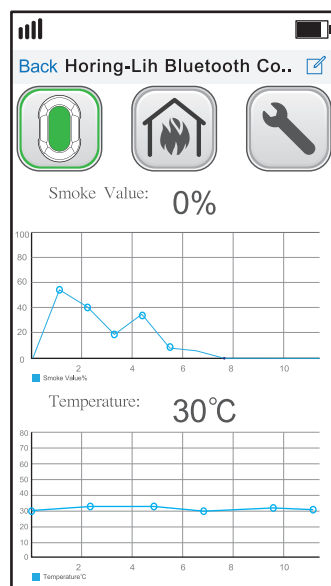 Back Horing-Lih Bluetooth Co..
Smoke Value: 0%
100
80
60
40
20
0
2 4 6 8 10
Smoke Value%
Temperature: 30°C
80
70
60
50
40
30
20
10
0
2 4 6 8 10
Temperature°C